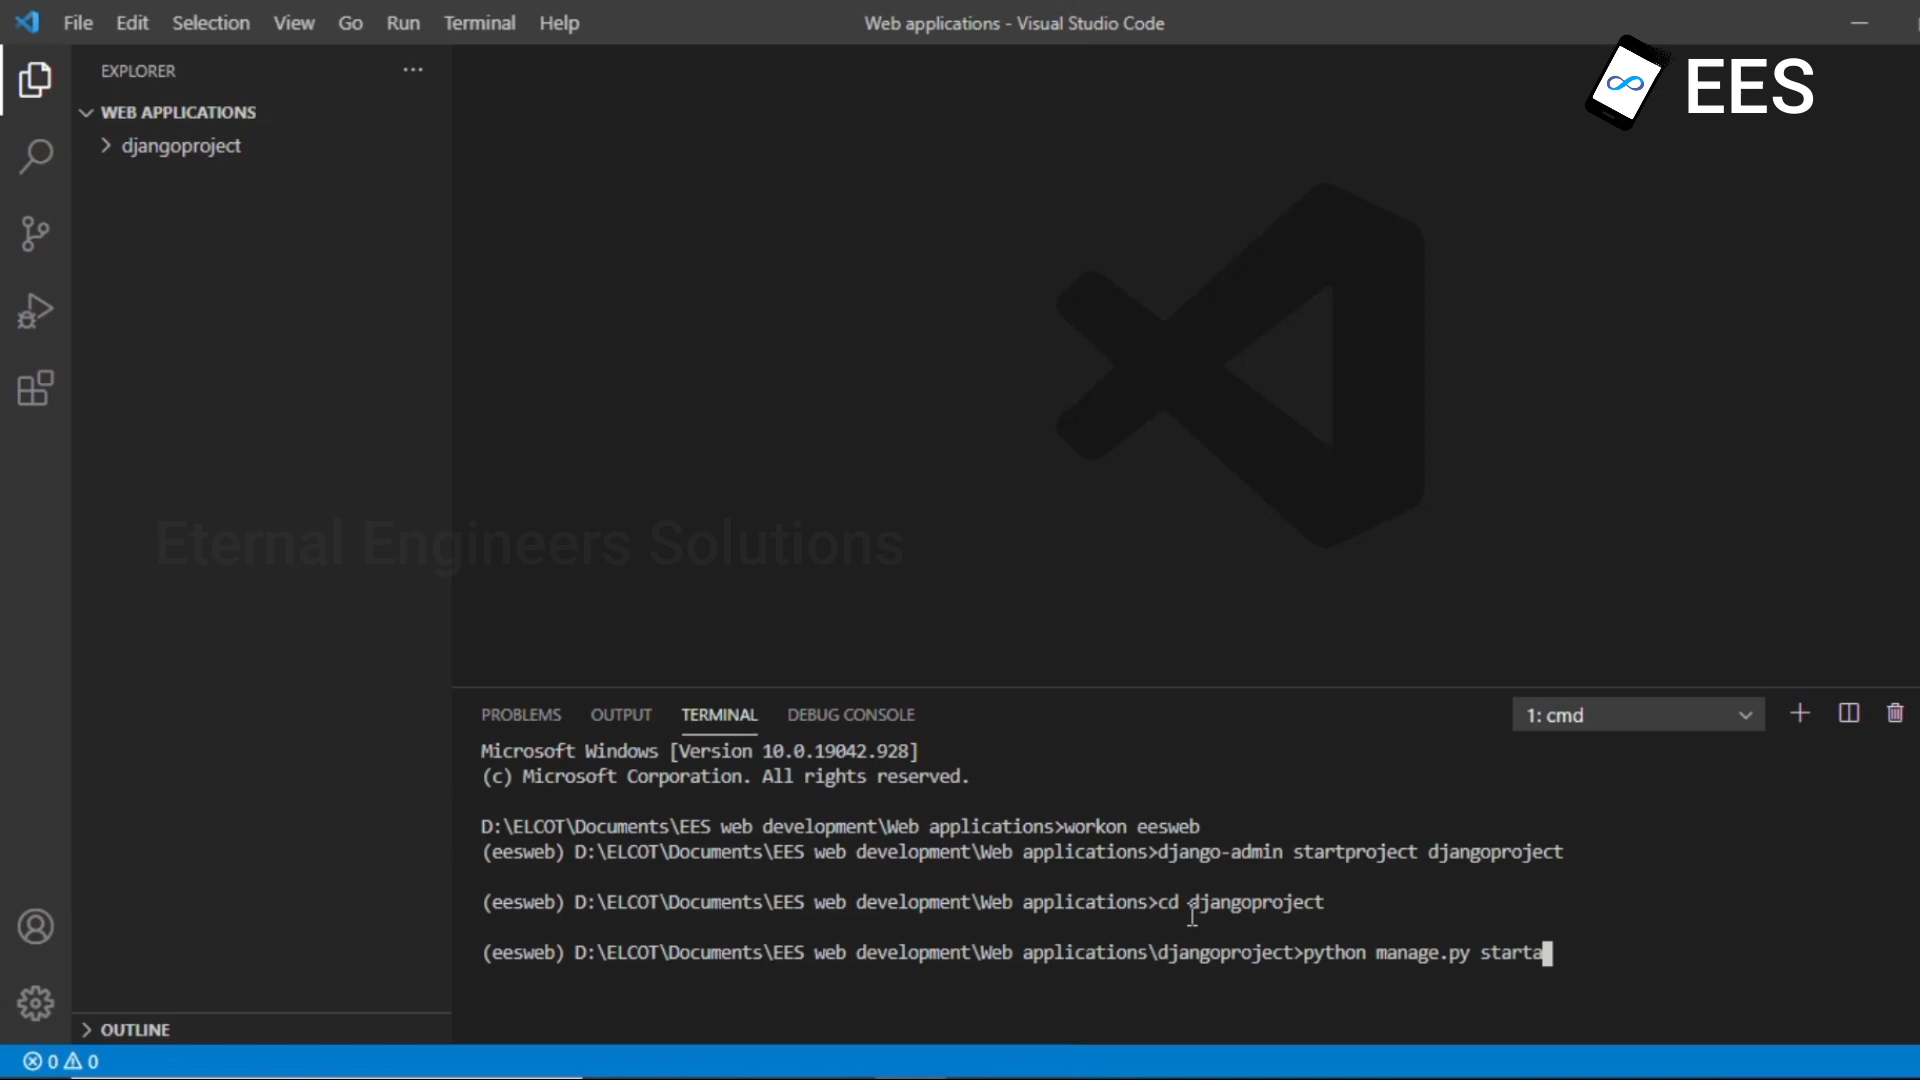 File Edit Selection View Go Run Terminal Help
Web applications - Visual Studio Code
EES
EXPLORER
WEB APPLICATIONS
djangoproject
Eternal Engineers Solutions
PROBLEMS OUTPUT TERMINAL DEBUG CONSOLE
1: cmd
Microsoft Windows [Version 10.0.19042.928]
(c) Microsoft Corporation. All rights reserved.
D:\ELCOT\Documents\EES web development\Web applications>workon eesweb
(eesweb) D:\ELCOT\Documents\EES web development\Web applications>django-admin startproject djangoproject
(eesweb) D:\ELCOT\Documents\EES web development\Web applications>cd djangoproject
(eesweb) D:\ELCOT\Documents\EES web development\Web applications\djangoproject>python manage.py starta
OUTLINE
0 0